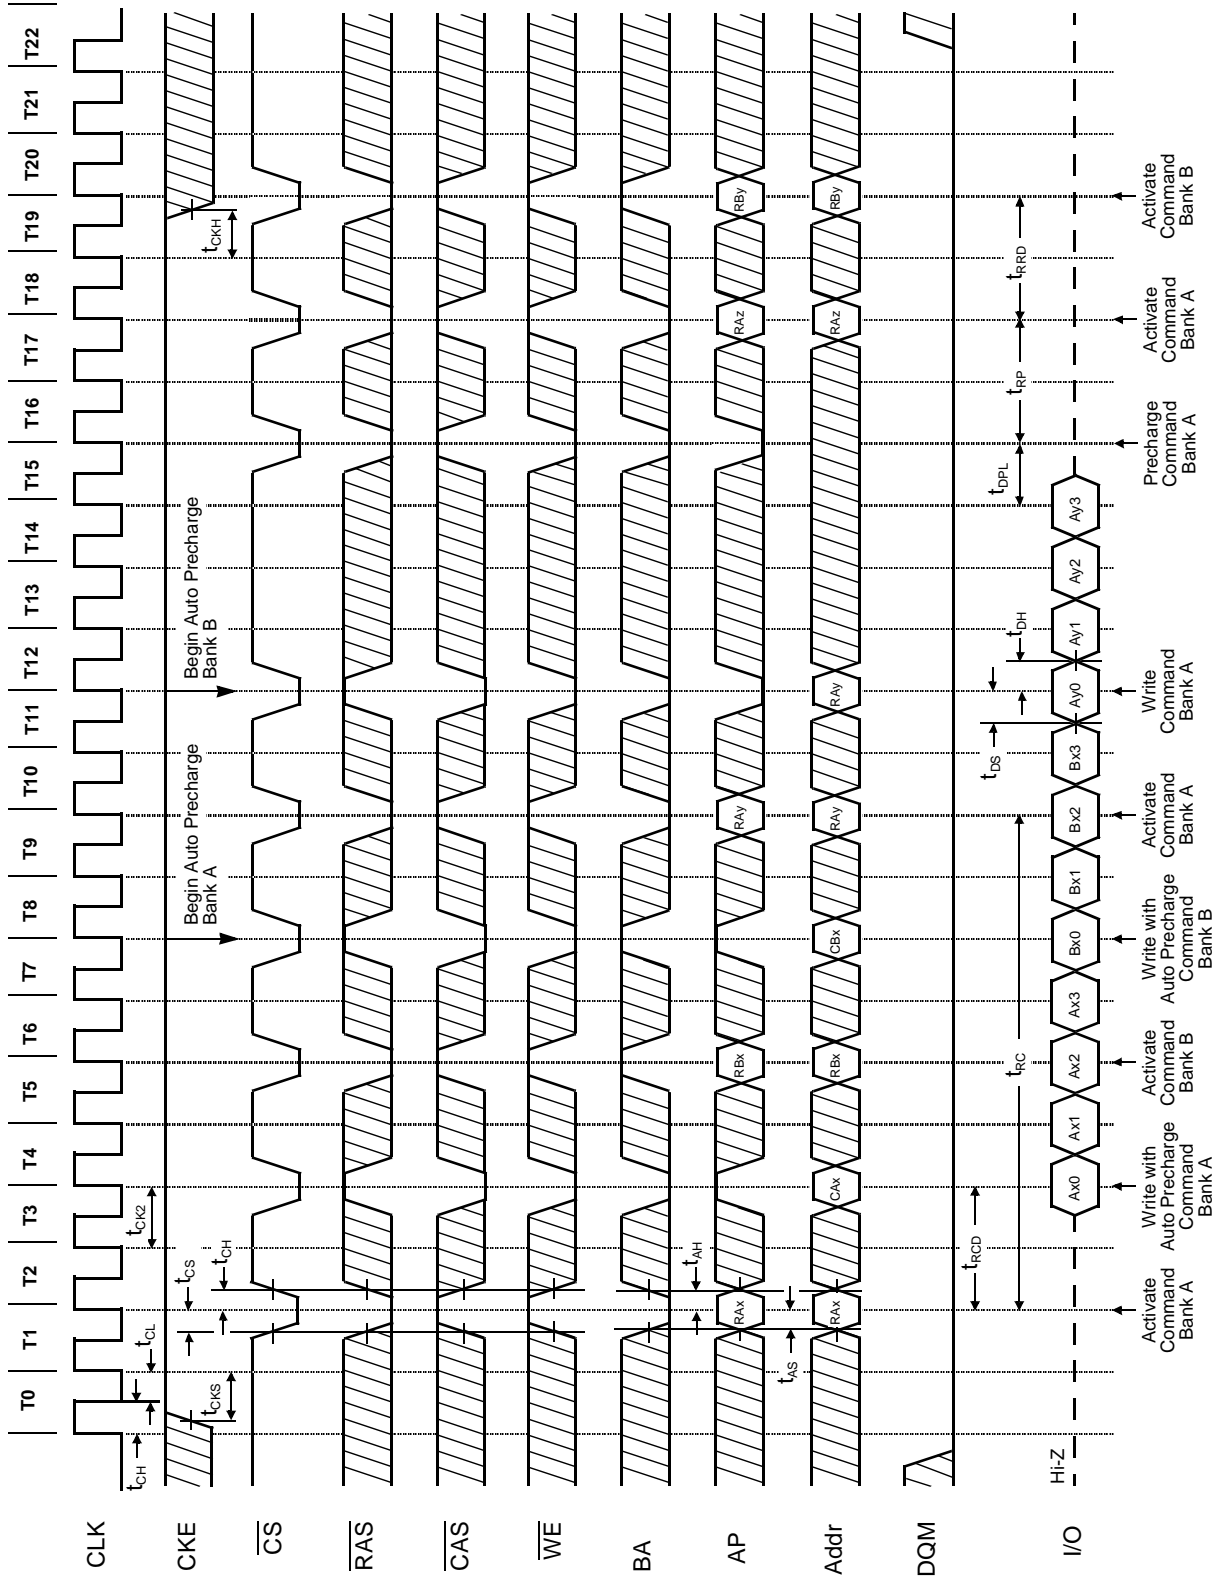 T0 T1 T2 T3 T4 T5 T6 T7 T8 T9 T10 T11 T12 T13 T14 T15 T16 T17 T18 T19 T20 T21 T22
CLK
tCH
tCL
tCK2
CKE
tCKS
tCS
tCH
Begin Auto Precharge
Bank A
Begin Auto Precharge
Bank B
tCKH
CS
RAS
CAS
WE
BA
tAH
AP
RAx RBx RAy RAz RBy
tAS
Addr
RAx CAx RBx CBx RAy RAy RAz RBy
DQM
tRCD
tDS
tDPL
tRC
tDH
tRP
tRRD
I/O
Hi-Z
Ax0 Ax1 Ax2 Ax3 Bx0 Bx1 Bx2 Bx3 Ay0 Ay1 Ay2 Ay3
Activate
Command
Bank A
Write with
Auto Precharge
Command
Bank A
Activate
Command
Bank B
Write with
Auto Precharge
Command
Bank B
Activate
Command
Bank A
Write
Command
Bank A
Precharge
Command
Bank A
Activate
Command
Bank A
Activate
Command
Bank B